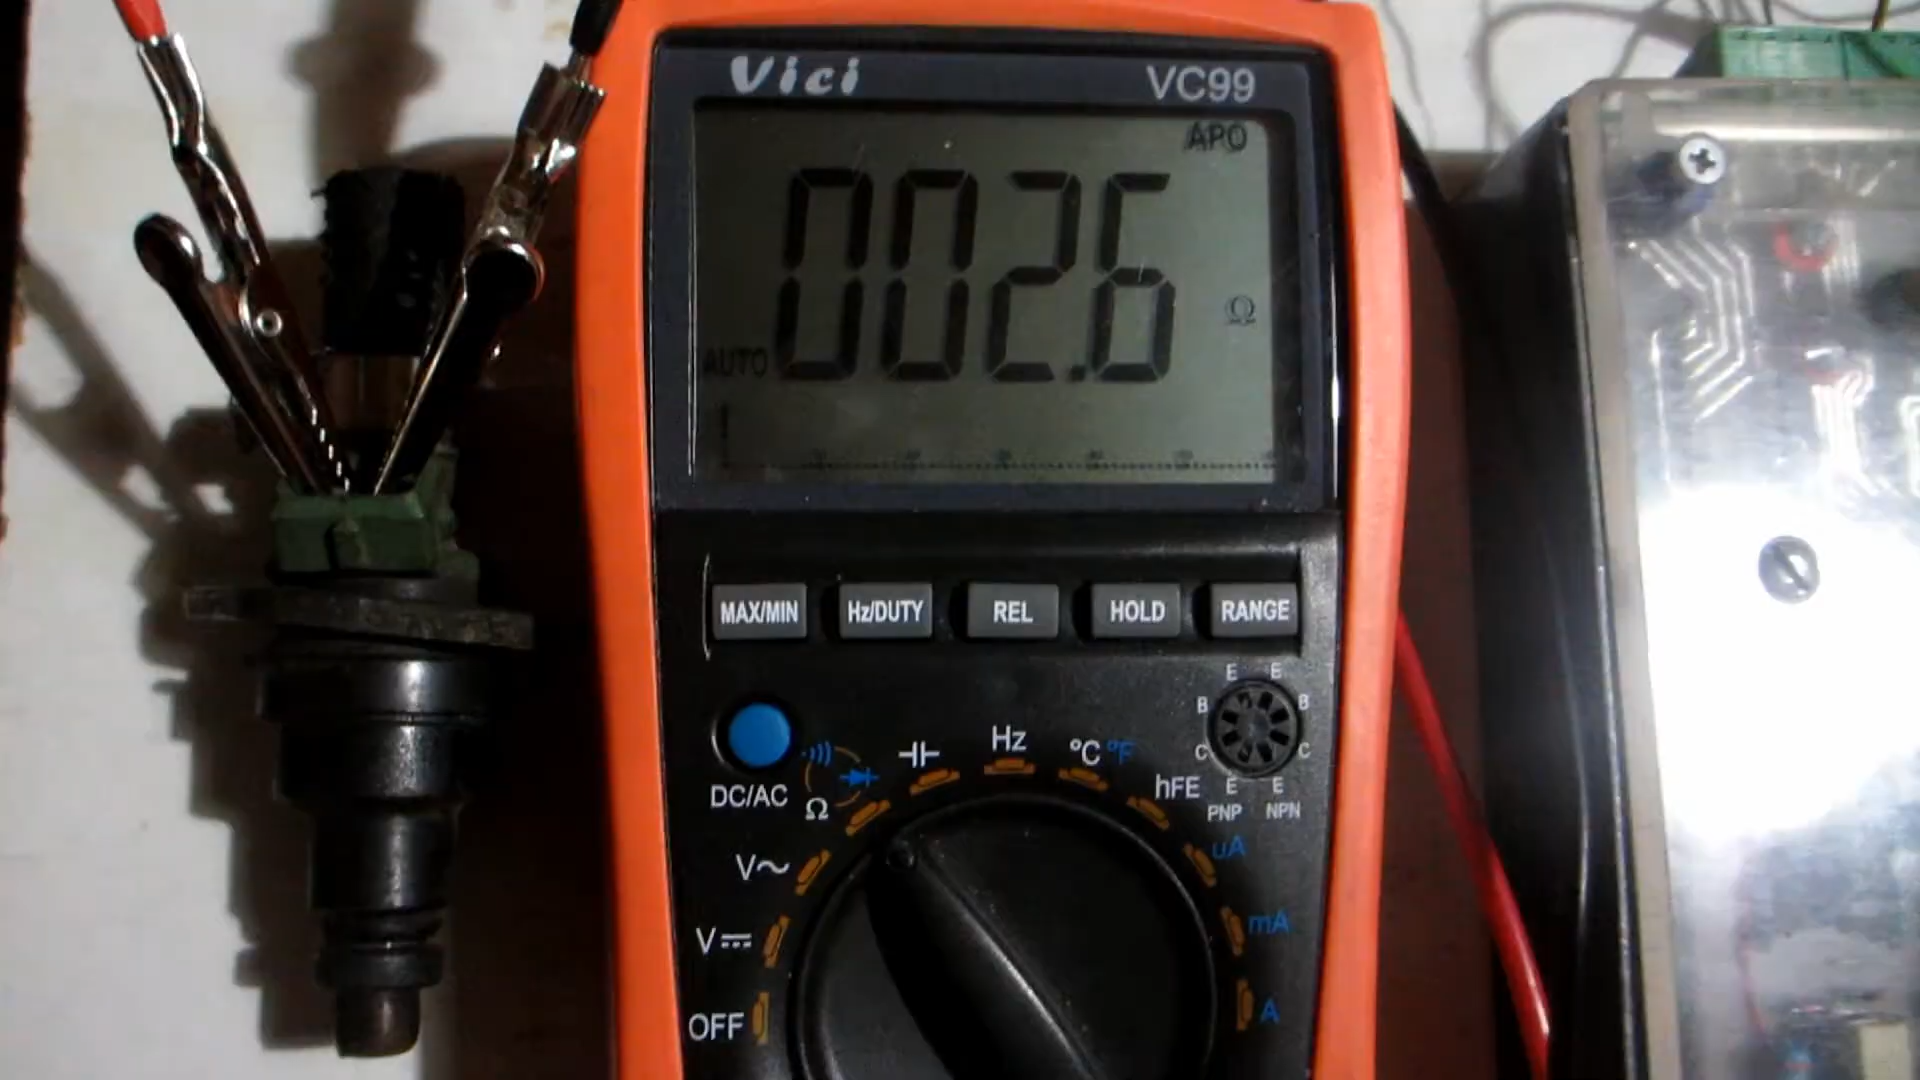 Vici VC99
APO
002.6 Ω
AUTO
MAX/MIN Hz/DUTY REL HOLD RANGE
E E
B B
C C
E E
PNP NPN
DC/AC
Ω
Hz
°C °F
hFE
V~
uA
V
mA
OFF
A